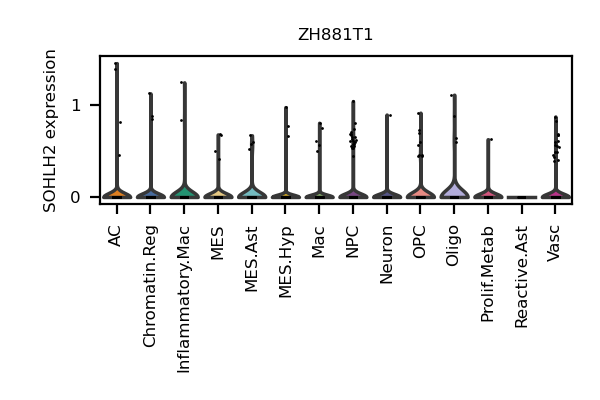 ZH881T1
SOHLH2 expression
1
0
AC
Chromatin.Reg
Inflammatory.Mac
MES
MES.Ast
MES.Hyp
Mac
NPC
Neuron
OPC
Oligo
Prolif.Metab
Reactive.Ast
Vasc